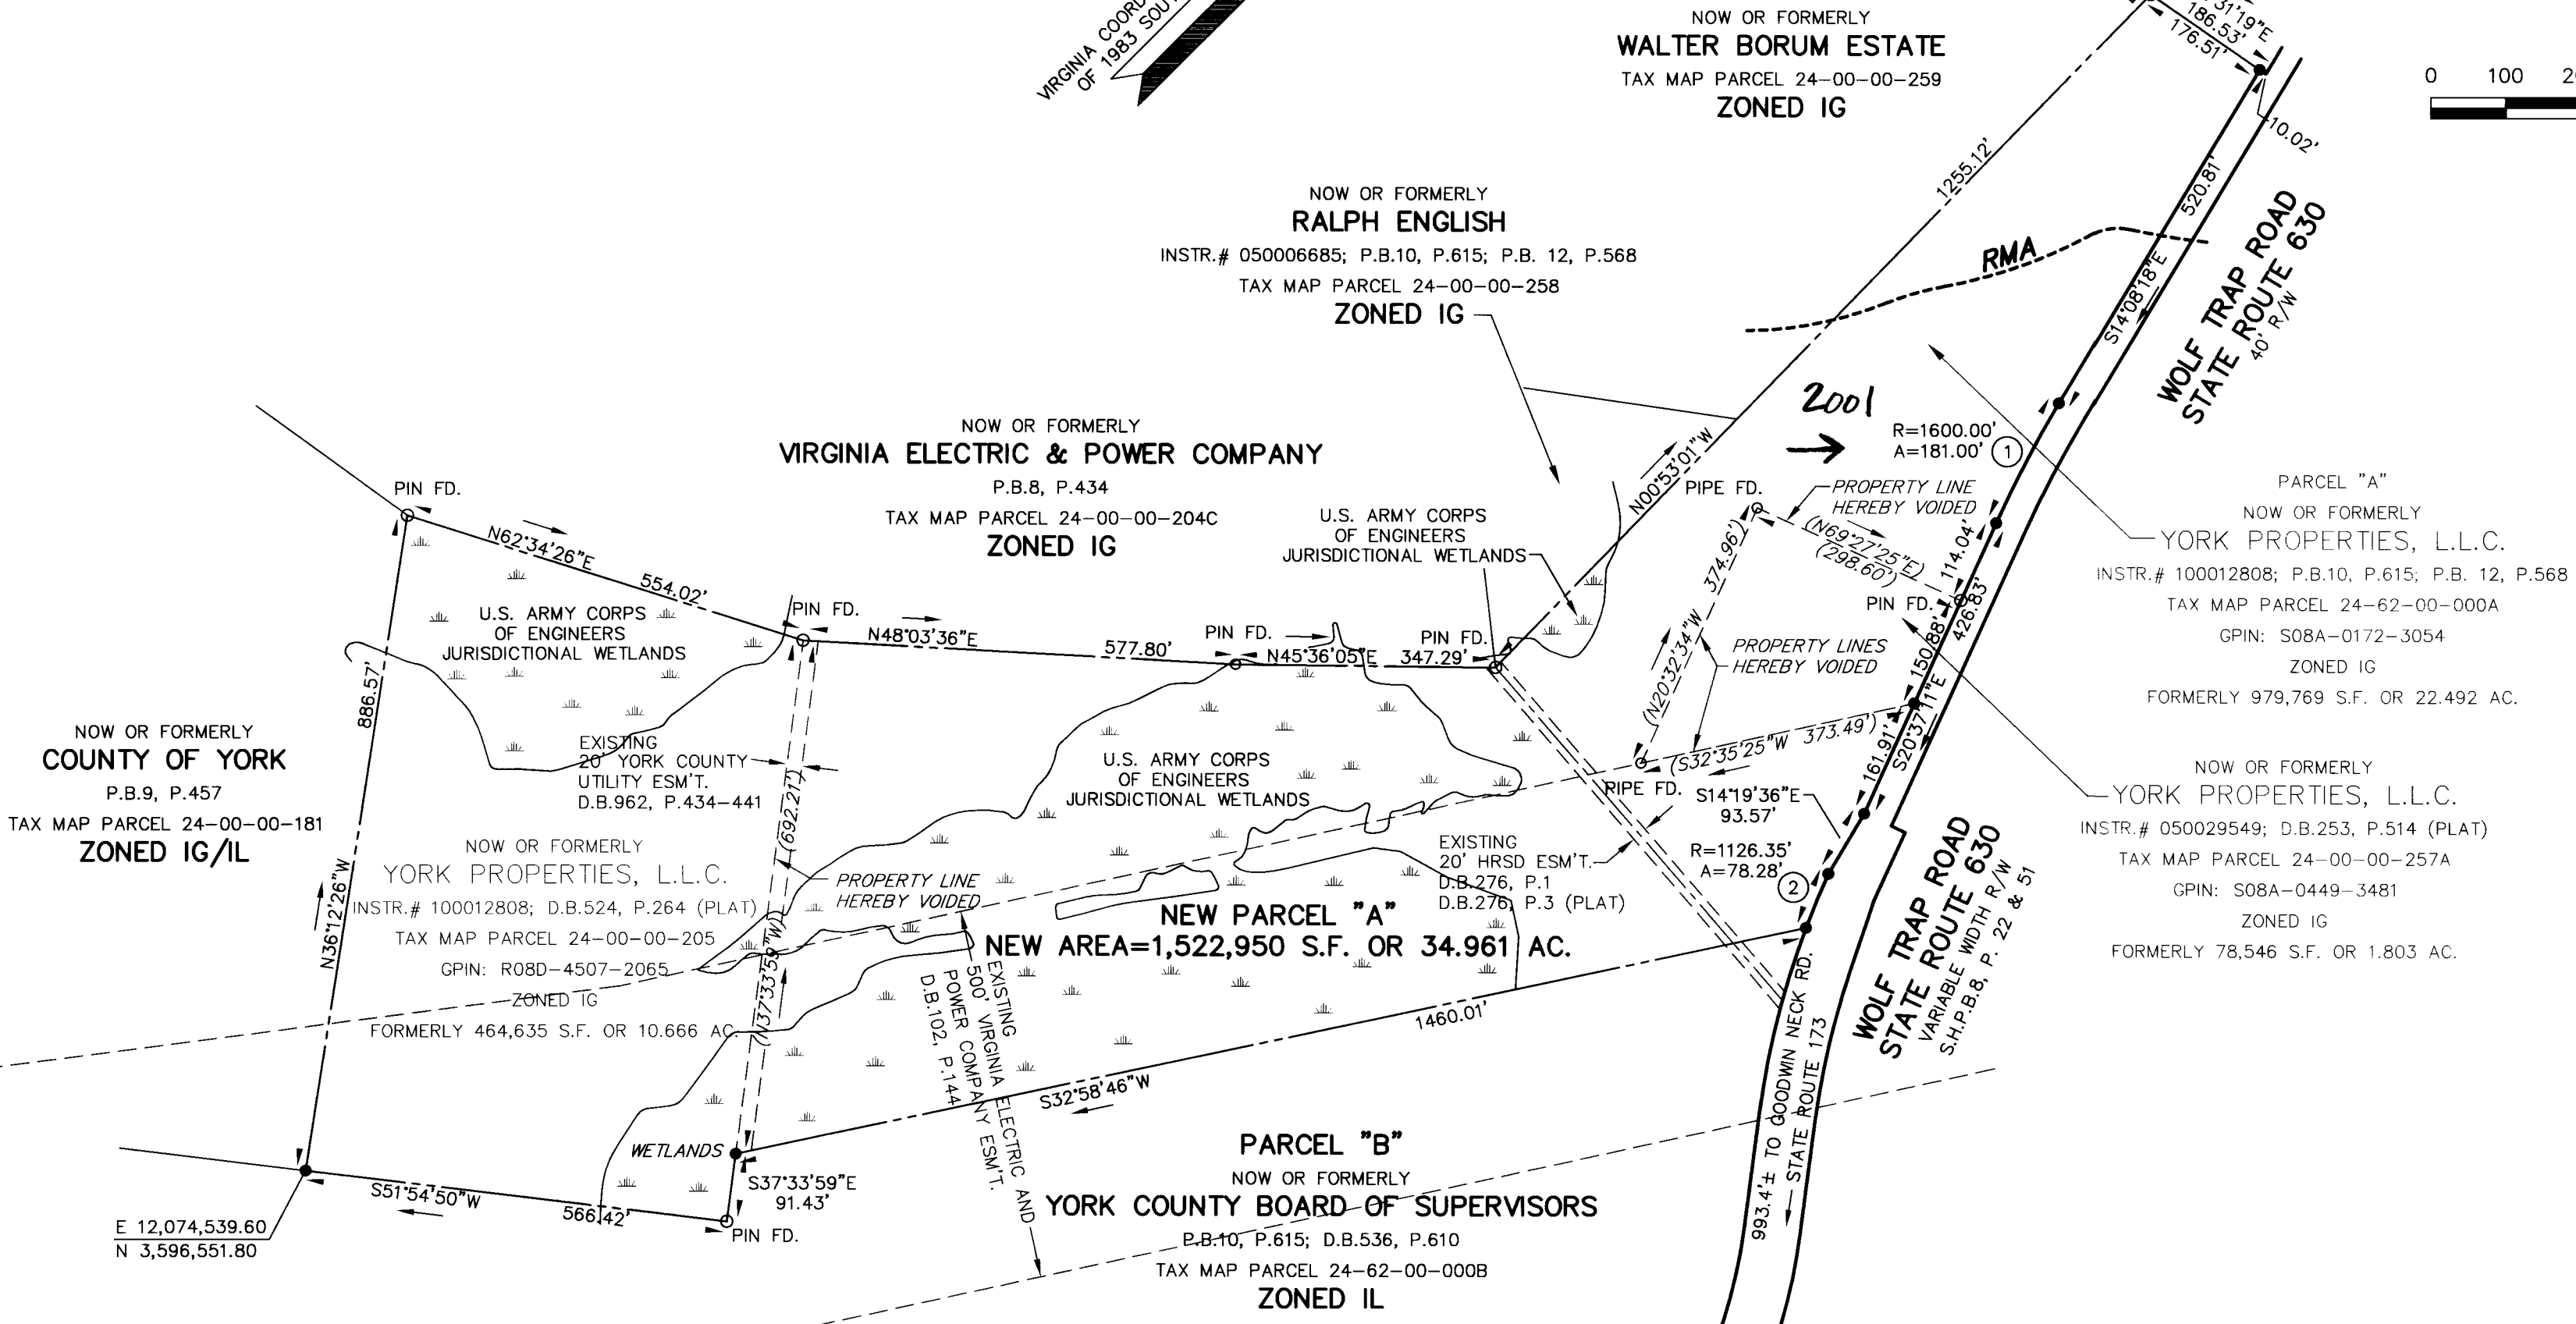 VIRGINIA COORD
OF 1983 SOU
NOW OR FORMERLY
WALTER BORUM ESTATE
TAX MAP PARCEL 24-00-00-259
ZONED IG
31'19"E
186.53'
176.51'
0 100
10.02'
1255.12'
520.81'
S14°08'18"E
WOLF TRAP ROAD
STATE ROUTE 630
40' R/W
NOW OR FORMERLY
RALPH ENGLISH
INSTR.# 050006685; P.B.10, P.615; P.B. 12, P.568
TAX MAP PARCEL 24-00-00-258
ZONED IG
RMA
2001
R=1600.00'
A=181.00'
1
NOW OR FORMERLY
VIRGINIA ELECTRIC & POWER COMPANY
P.B.8, P.434
TAX MAP PARCEL 24-00-00-204C
ZONED IG
N00°53'01"W
PIPE FD.
PROPERTY LINE
HEREBY VOIDED
(N69°27'25"E)
(298.60')
(N20°32'34"W 374.96')
PROPERTY LINES
HEREBY VOIDED
114.04'
PIN FD.
426.83'
150.88'
S20°37'11"E
161.91'
(S32°35'25"W 373.49')
PIPE FD.
PARCEL "A"
NOW OR FORMERLY
YORK PROPERTIES, L.L.C.
INSTR.# 100012808; P.B.10, P.615; P.B. 12, P.568
TAX MAP PARCEL 24-62-00-000A
GPIN: S08A-0172-3054
ZONED IG
FORMERLY 979,769 S.F. OR 22.492 AC.
NOW OR FORMERLY
YORK PROPERTIES, L.L.C.
INSTR.# 050029549; D.B.253, P.514 (PLAT)
TAX MAP PARCEL 24-00-00-257A
GPIN: S08A-0449-3481
ZONED IG
FORMERLY 78,546 S.F. OR 1.803 AC.
U.S. ARMY CORPS
OF ENGINEERS
JURISDICTIONAL WETLANDS
PIN FD.
N62°34'26"E
554.02'
PIN FD.
N48°03'36"E
577.80'
PIN FD.
N45°36'05"E
347.29'
PIN FD.
U.S. ARMY CORPS
OF ENGINEERS
JURISDICTIONAL WETLANDS
886.57'
N36°12'26"W
NOW OR FORMERLY
COUNTY OF YORK
P.B.9, P.457
TAX MAP PARCEL 24-00-00-181
ZONED IG/IL
EXISTING
20' YORK COUNTY
UTILITY ESM'T.
D.B.962, P.434-441
(692.21')
(N37°33'59"W)
PROPERTY LINE
HEREBY VOIDED
NOW OR FORMERLY
YORK PROPERTIES, L.L.C.
INSTR.# 100012808; D.B.524, P.264 (PLAT)
TAX MAP PARCEL 24-00-00-205
GPIN: R08D-4507-2065
ZONED IG
FORMERLY 464,635 S.F. OR 10.666 AC.
U.S. ARMY CORPS
OF ENGINEERS
JURISDICTIONAL WETLANDS
S14°19'36"E
93.57'
R=1126.35'
A=78.28'
2
EXISTING
20' HRSD ESM'T.
D.B.276, P.1
D.B.276, P.3 (PLAT)
NEW PARCEL "A"
NEW AREA=1,522,950 S.F. OR 34.961 AC.
EXISTING
500' VIRGINIA ELECTRIC AND
POWER COMPANY ESM'T.
D.B.102, P.144
1460.01'
S32°58'46"W
WOLF TRAP ROAD
STATE ROUTE 630
VARIABLE WIDTH R/W
S.H.P.B.8, P. 22 & 51
993.4'± TO GOODWIN NECK RD.
STATE ROUTE 173
WETLANDS
S37°33'59"E
91.43'
PIN FD.
S51°54'50"W
566.42'
E 12,074,539.60
N 3,596,551.80
PARCEL "B"
NOW OR FORMERLY
YORK COUNTY BOARD OF SUPERVISORS
P.B.10, P.615; D.B.536, P.610
TAX MAP PARCEL 24-62-00-000B
ZONED IL